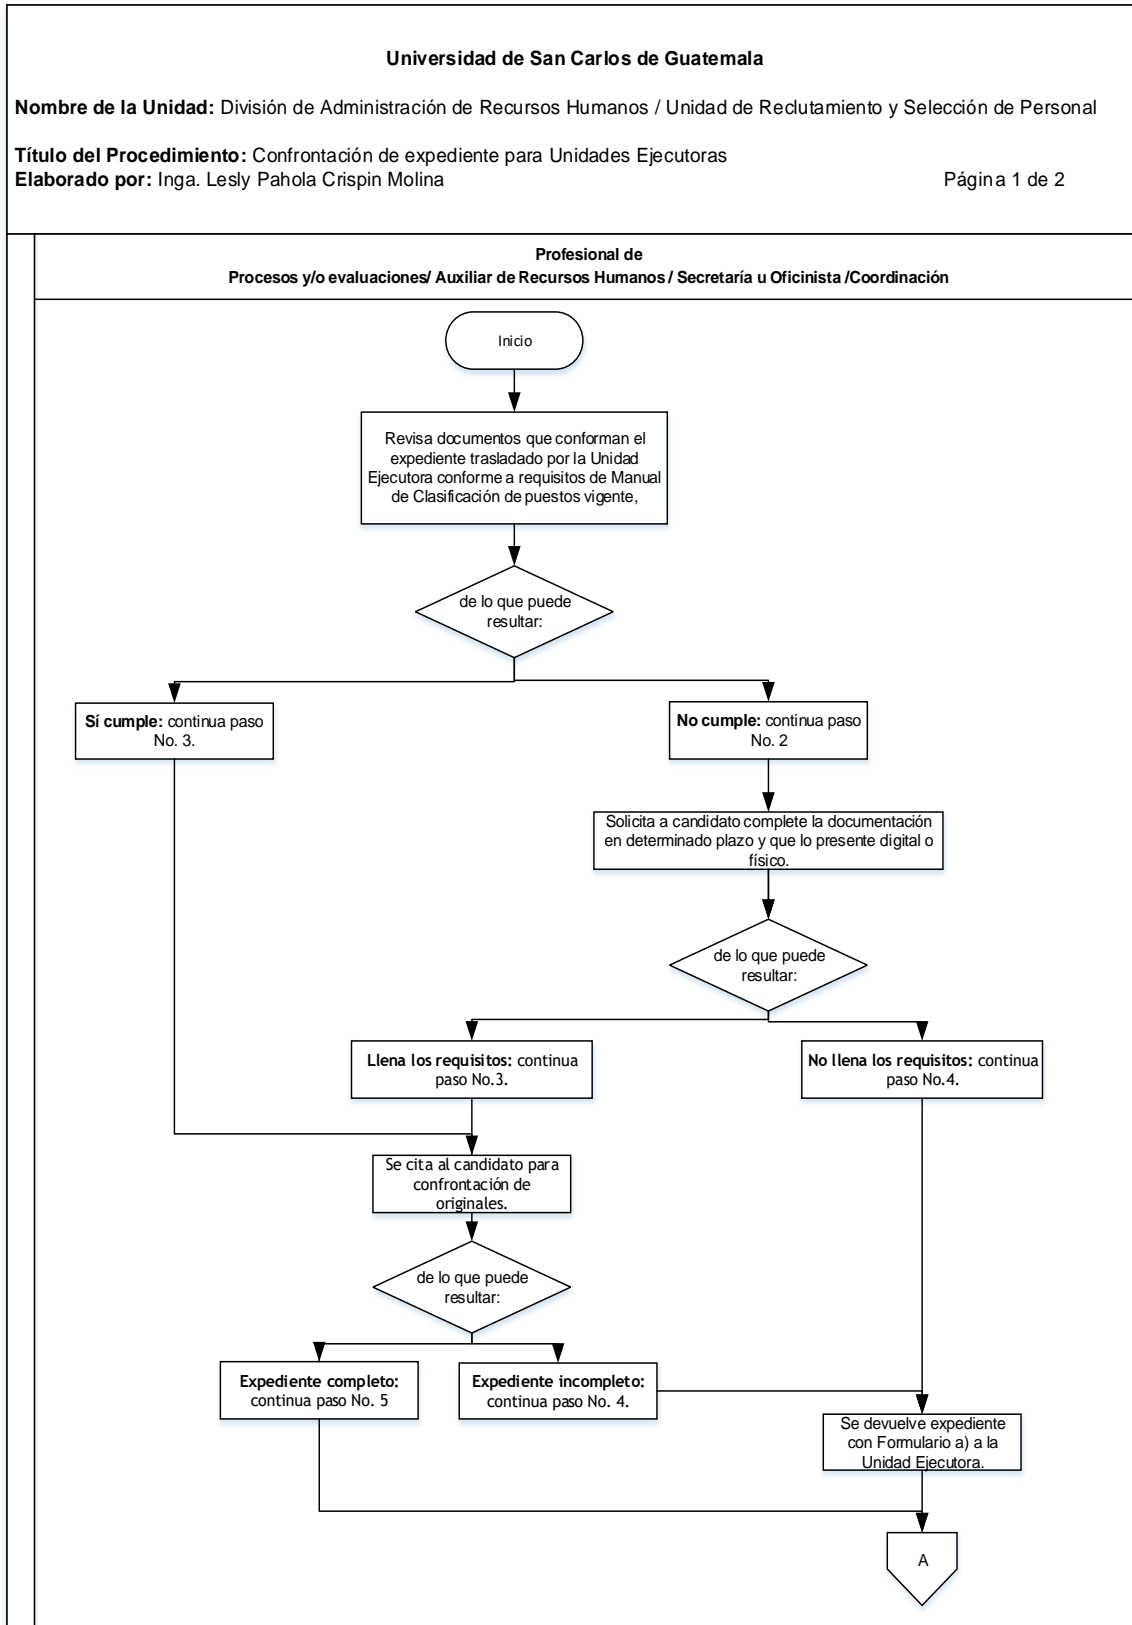 Universidad de San Carlos de Guatemala
Nombre de la Unidad: División de Administración de Recursos Humanos / Unidad de Reclutamiento y Selección de Personal
Título del Procedimiento: Confrontación de expediente para Unidades Ejecutoras
Elaborado por: Inga. Lesly Pahola Crispin Molina
Página 1 de 2
Profesional de
Procesos y/o evaluaciones/ Auxiliar de Recursos Humanos / Secretaría u Oficinista /Coordinación
Inicio
Revisa documentos que conforman el
expediente trasladado por la Unidad
Ejecutora conforme a requisitos de Manual
de Clasificación de puestos vigente,
de lo que puede
resultar:
Sí cumple: continua paso
No. 3.
No cumple: continua paso
No. 2
Solicita a candidato complete la documentación
en determinado plazo y que lo presente digital o
físico.
de lo que puede
resultar:
Llena los requisitos: continua
paso No.3.
No llena los requisitos: continua
paso No.4.
Se cita al candidato para
confrontación de
originales.
de lo que puede
resultar:
Expediente completo:
continua paso No. 5
Expediente incompleto:
continua paso No. 4.
Se devuelve expediente
con Formulario a) a la
Unidad Ejecutora.
A